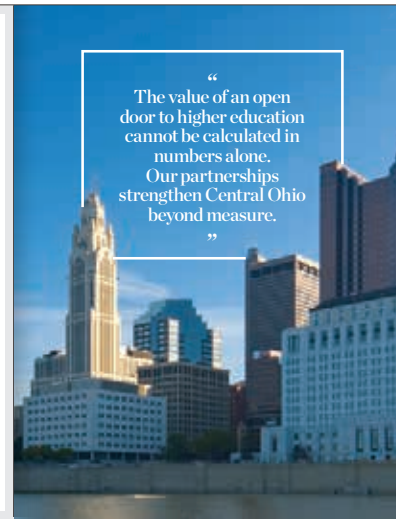 “
The value of an open
door to higher education
cannot be calculated in
numbers alone.
Our partnerships
strengthen Central Ohio
beyond measure.
”